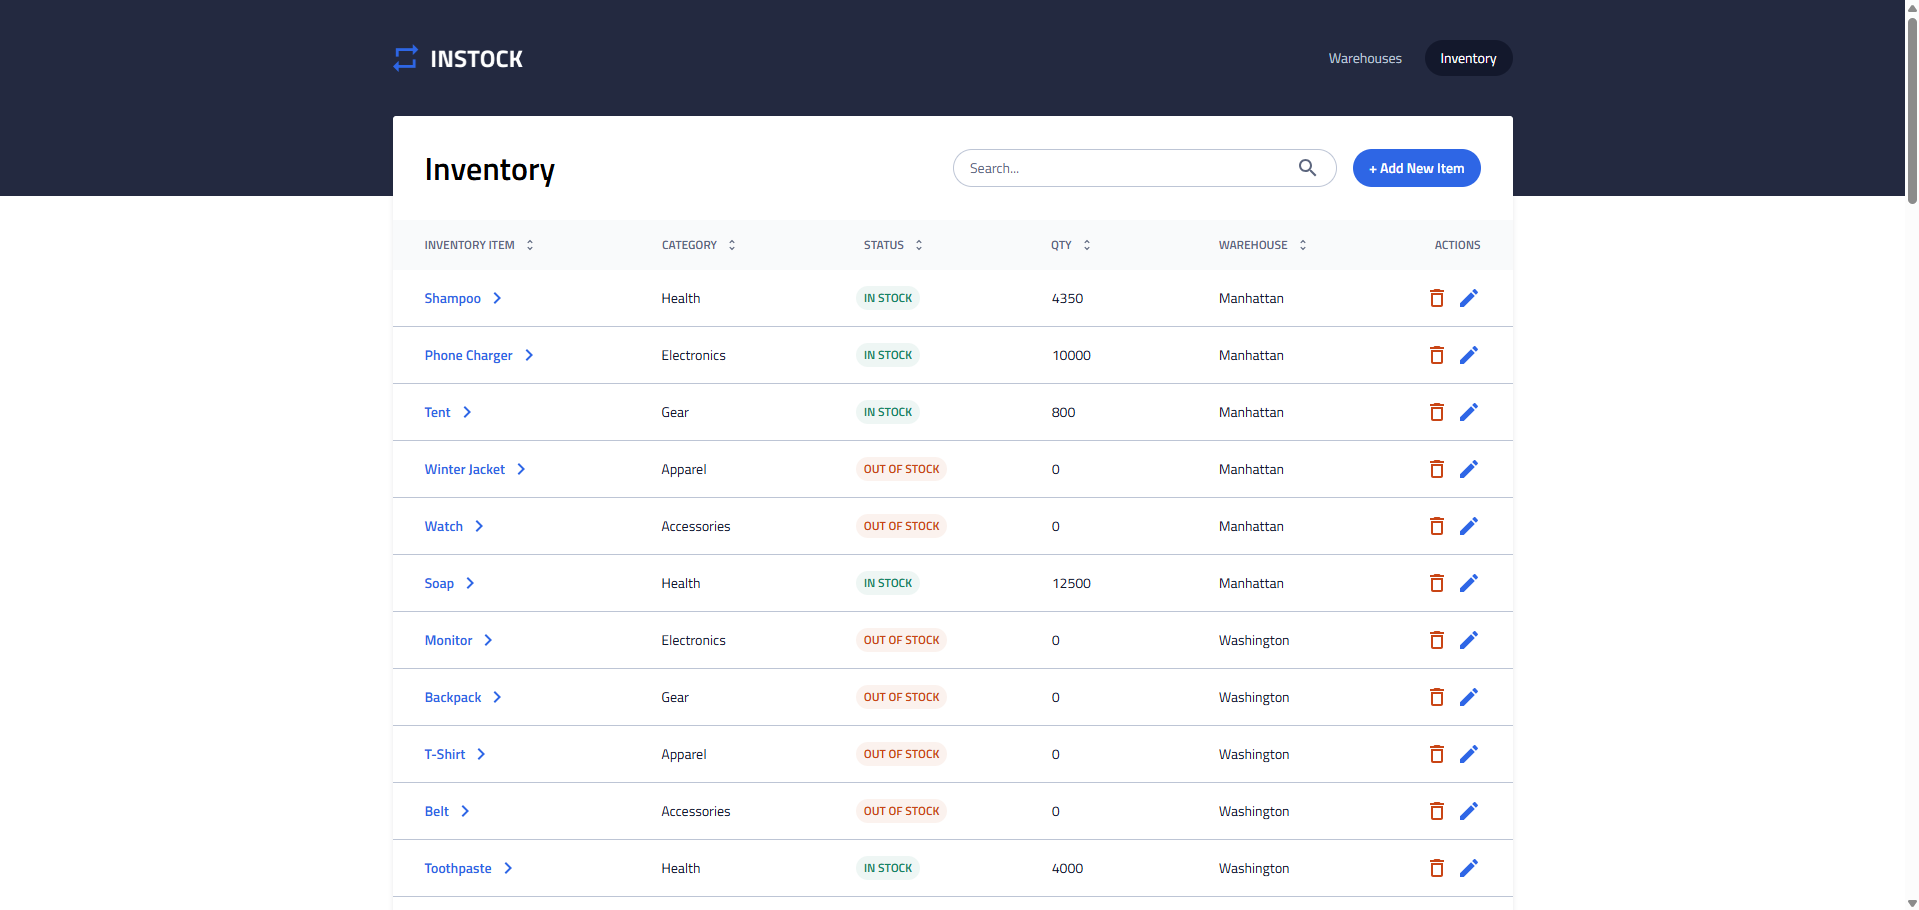 INSTOCK
Warehouses Inventory
Inventory Search... + Add New Item
INVENTORY ITEM CATEGORY STATUS QTY WAREHOUSE ACTIONS
Shampoo Health IN STOCK 4350 Manhattan
Phone Charger Electronics IN STOCK 10000 Manhattan
Tent Gear IN STOCK 800 Manhattan
Winter Jacket Apparel OUT OF STOCK 0 Manhattan
Watch Accessories OUT OF STOCK 0 Manhattan
Soap Health IN STOCK 12500 Manhattan
Monitor Electronics OUT OF STOCK 0 Washington
Backpack Gear OUT OF STOCK 0 Washington
T-Shirt Apparel OUT OF STOCK 0 Washington
Belt Accessories OUT OF STOCK 0 Washington
Toothpaste Health IN STOCK 4000 Washington